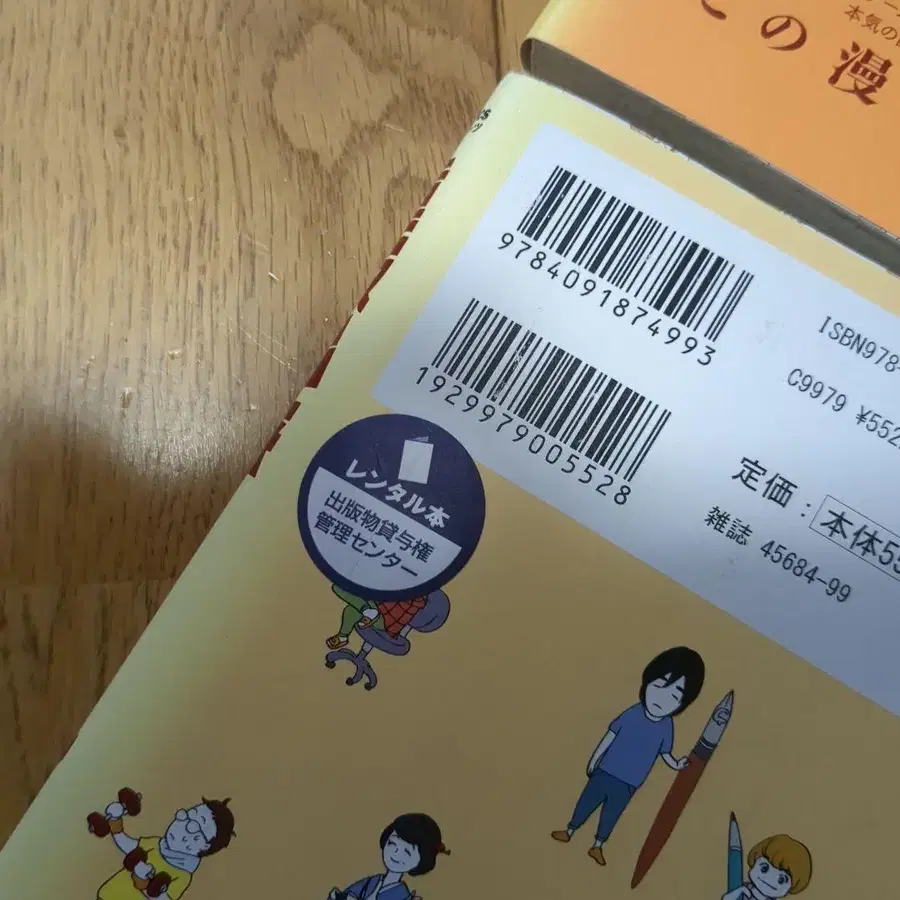 この漫
本気の
9784091874993
1929979005528
ISBN978-
C9979 ¥552
定価：本体55
雑誌 45684-99
レンタル本
出版物貸与権
管理センター